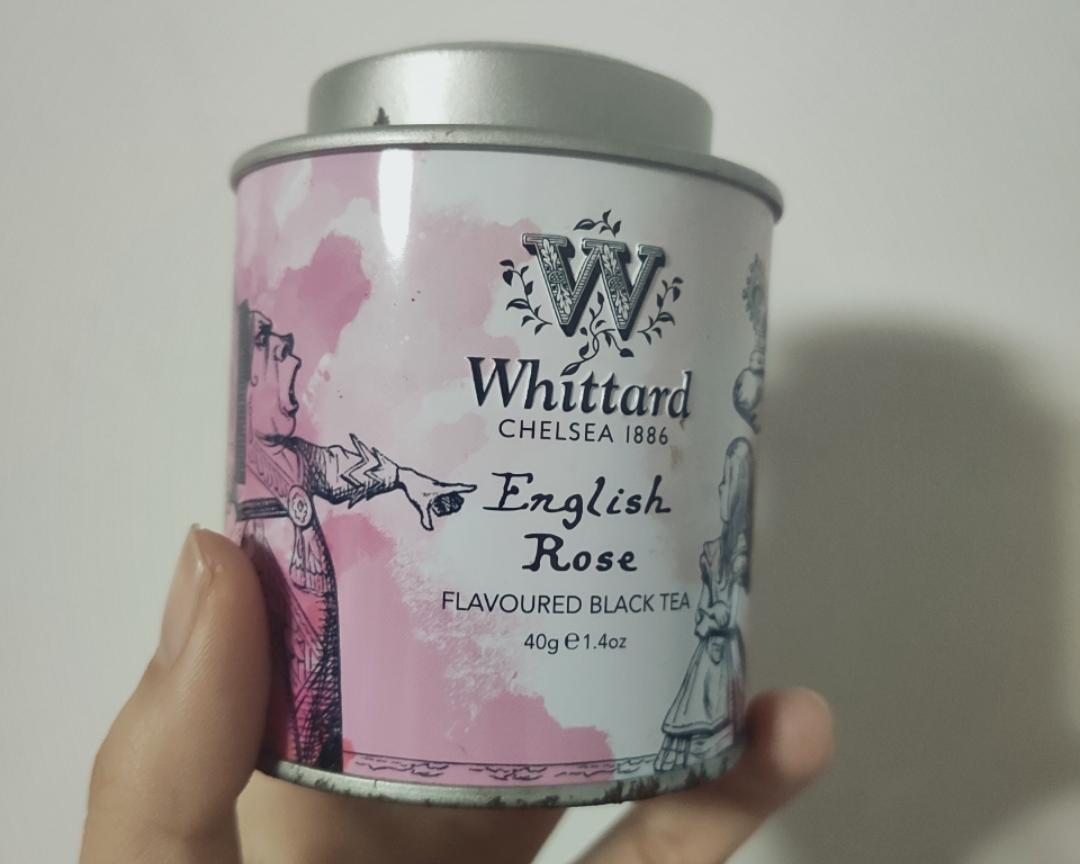 W
Whittard
CHELSEA 1886
English
Rose
FLAVOURED BLACK TEA
40g ℮ 1.4oz